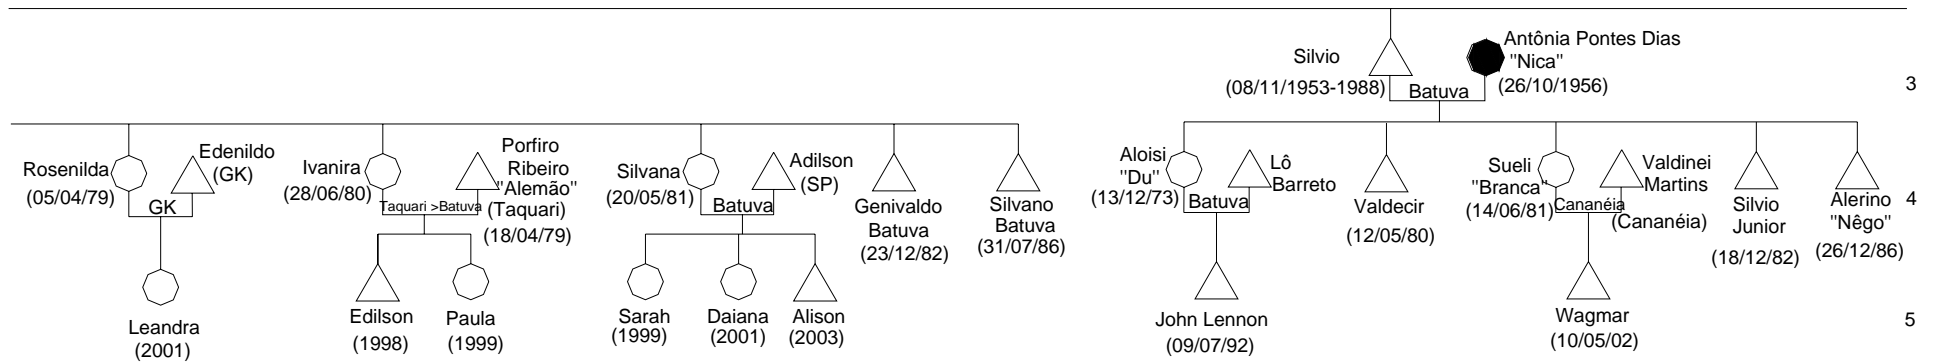 Silvio
(08/11/1953-1988)
Antônia Pontes Dias
"Nica"
(26/10/1956)
Batuva
3
Rosenilda
(05/04/79)
Edenildo
(GK)
GK
Ivanira
(28/06/80)
Porfiro
Ribeiro
"Alemão"
(Taquari)
(18/04/79)
Taquari >Batuva
Silvana
(20/05/81)
Adilson
(SP)
Batuva
Genivaldo
Batuva
(23/12/82)
Silvano
Batuva
(31/07/86)
Aloisi
"Du"
(13/12/73)
Lô
Barreto
Batuva
Valdecir
(12/05/80)
Sueli
"Branca"
(14/06/81)
Valdinei
Martins
(Cananéia)
Cananéia
Silvio
Junior
(18/12/82)
Alerino
"Nêgo"
(26/12/86)
4
Leandra
(2001)
Edilson
(1998)
Paula
(1999)
Sarah
(1999)
Daiana
(2001)
Alison
(2003)
John Lennon
(09/07/92)
Wagmar
(10/05/02)
5